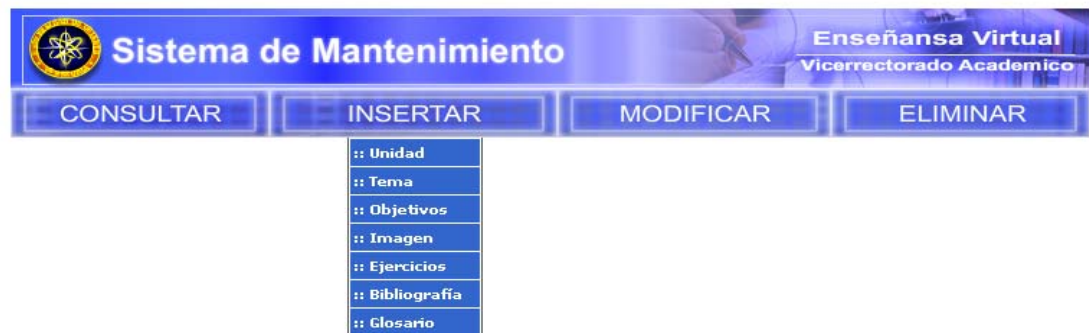 Sistema de Mantenimiento
Enseñansa Virtual
Vicerrectorado Academico
CONSULTAR INSERTAR MODIFICAR ELIMINAR
:: Unidad
:: Tema
:: Objetivos
:: Imagen
:: Ejercicios
:: Bibliografía
:: Glosario